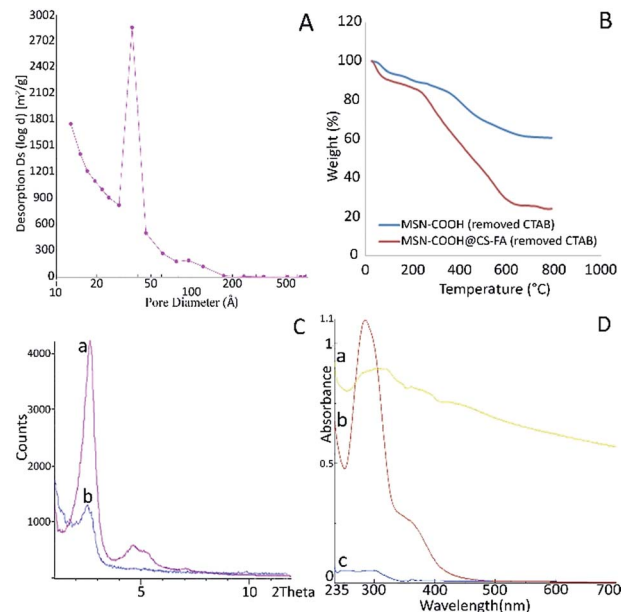 A
3002
2702
2402
2102
1801
1501
1201
900
600
300
0
Desorption Ds (log d) [m²/g]
10
20
50
100
200
500
Pore Diameter (Å)
B
120
100
80
60
40
20
0
Weight (%)
MSN-COOH (removed CTAB)
MSN-COOH@CS-FA (removed CTAB)
0
200
400
600
800
1000
Temperature (°C)
C
a
b
4000
3000
2000
1000
Counts
5
10
2Theta
D
1.1
1
0.5
0
a
b
c
Absorbance
235
300
400
500
600
700
Wavelength(nm)